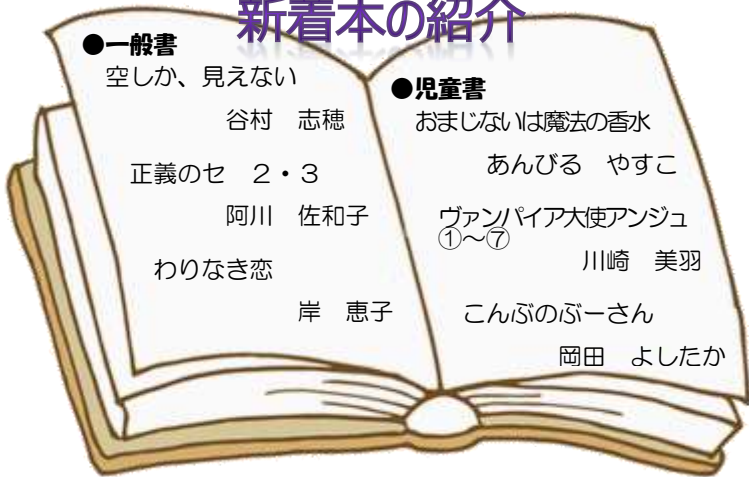 新着本の紹介
●一般書
空しか、見えない
谷村　志穂
正義のセ　２・３
阿川　佐和子
わりなき恋
岸　恵子
●児童書
おまじないは魔法の香水
あんびる　やすこ
ヴァンパイア大使アンジュ
①～⑦
川崎　美羽
こんぶのぶーさん
岡田　よしたか